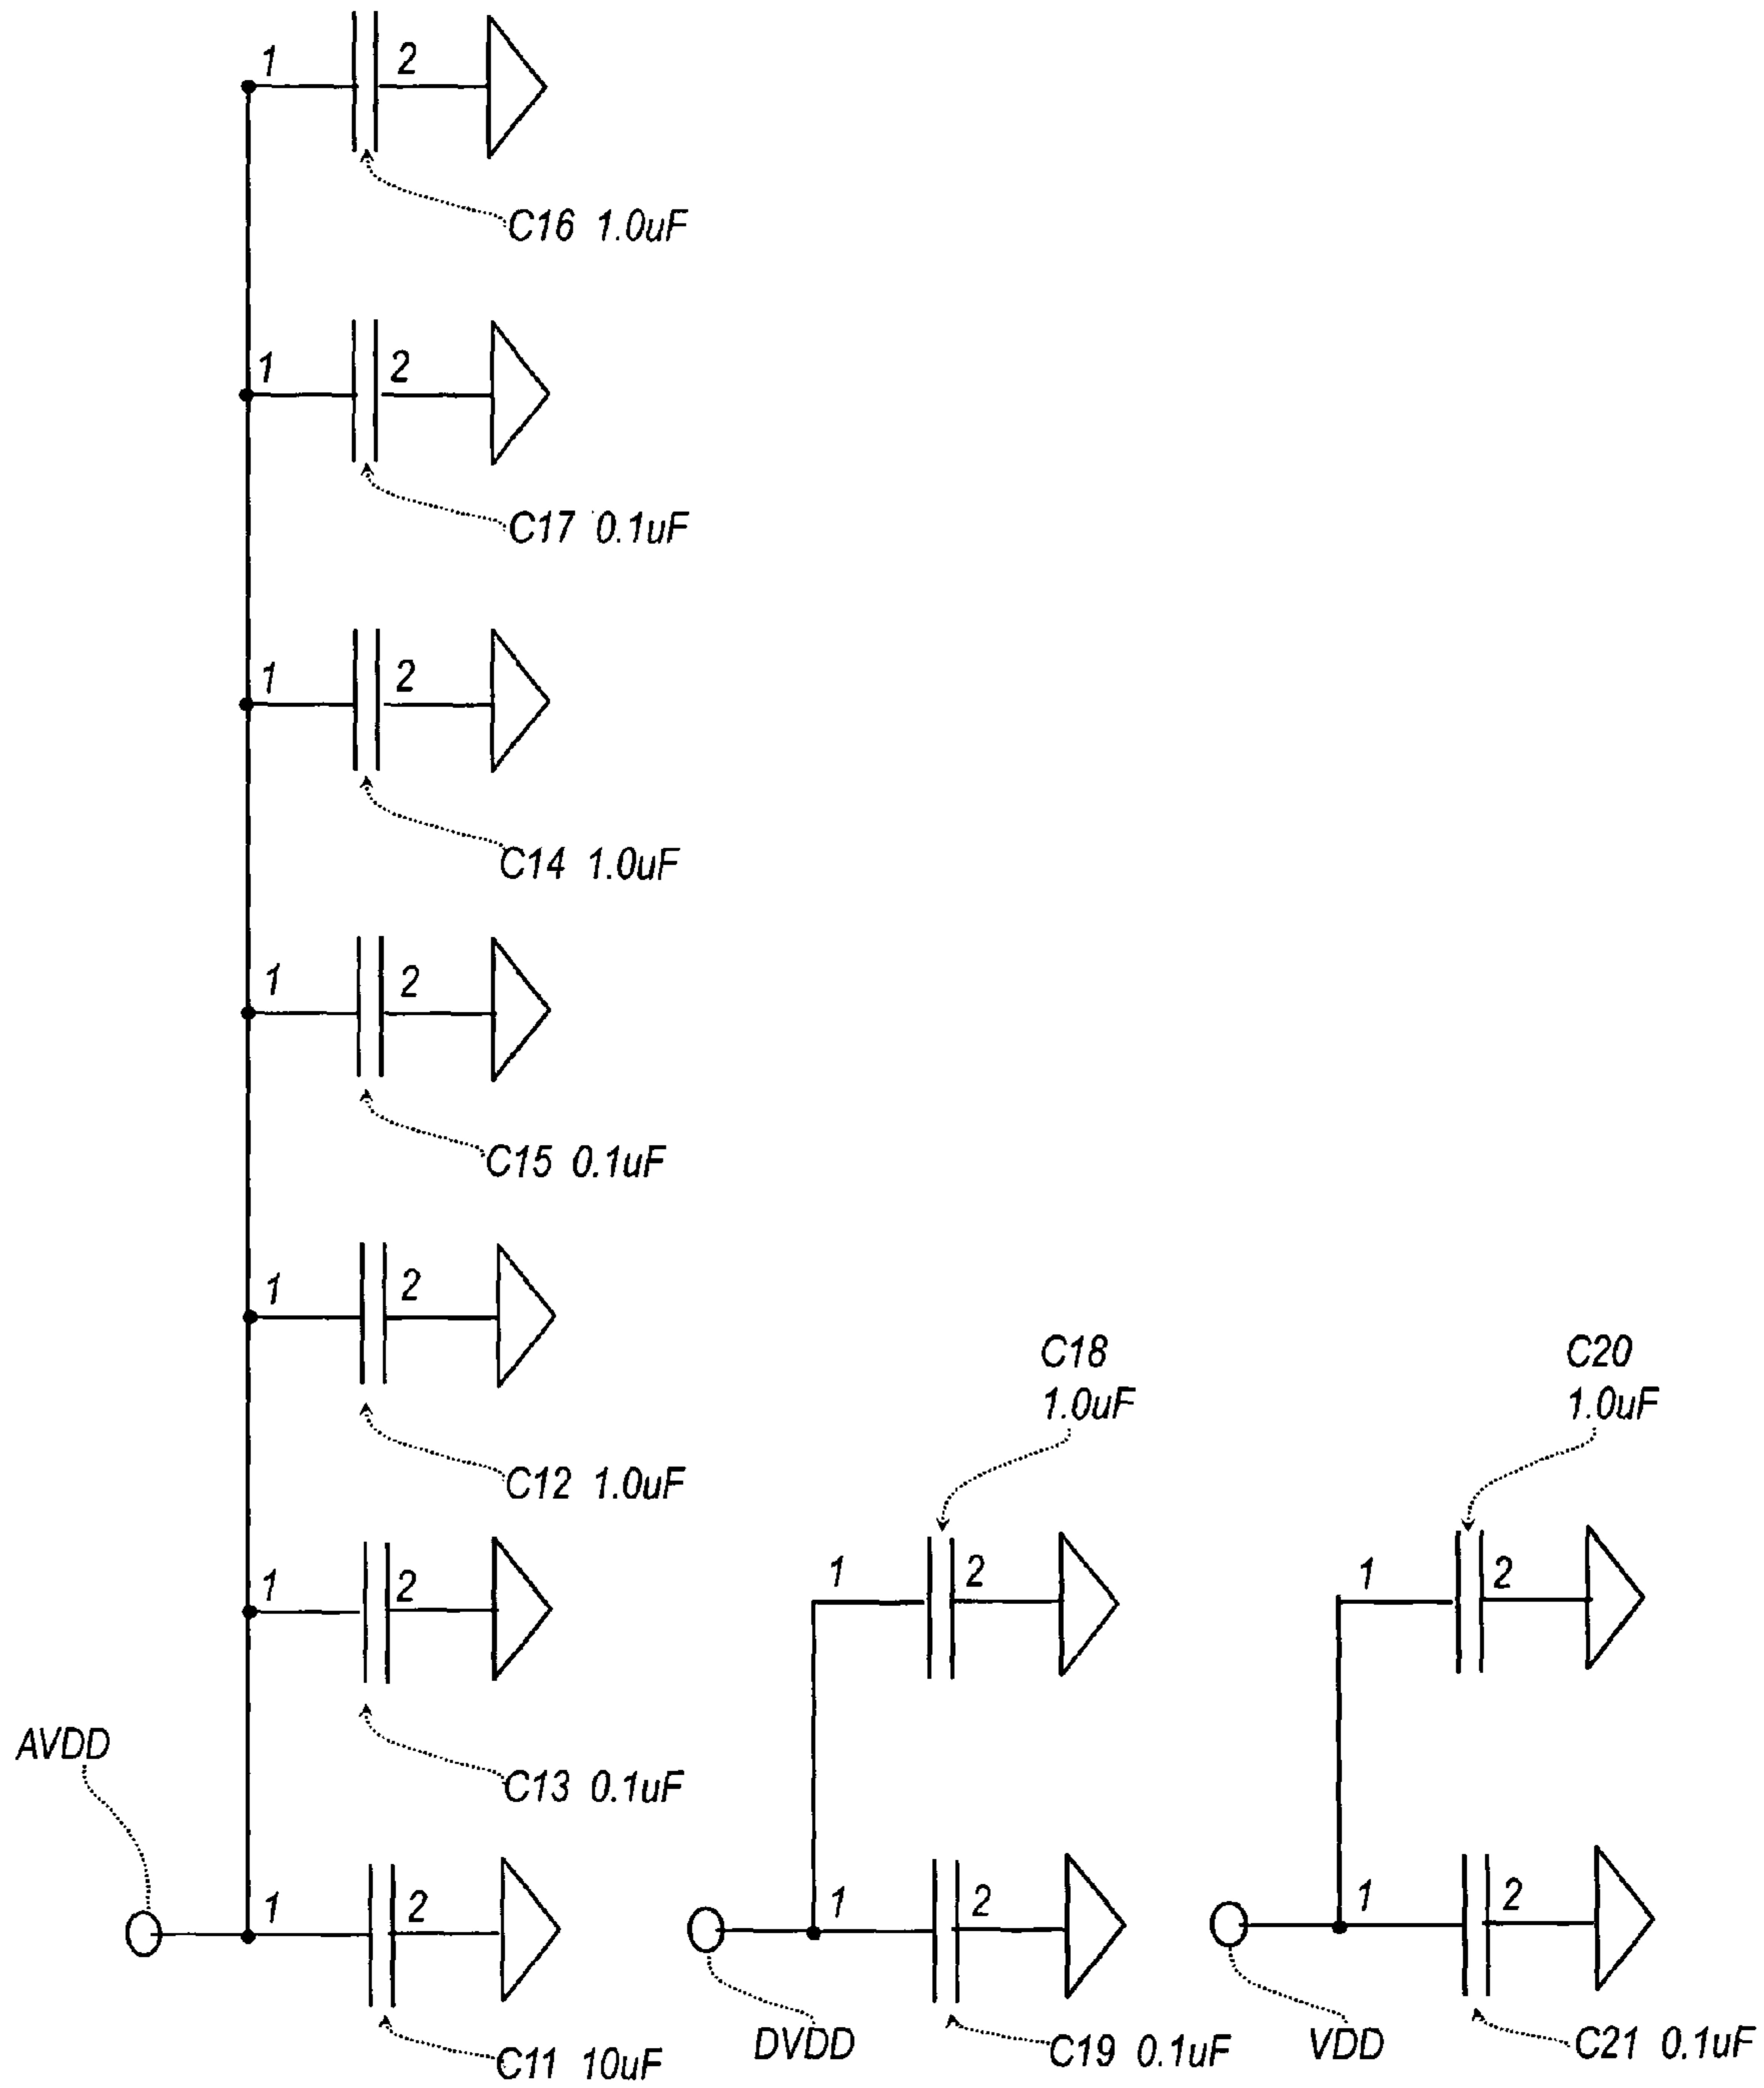 1 2
C16 1.0uF
1 2
C17 0.1uF
1 2
C14 1.0uF
1 2
C15 0.1uF
1 2
C12 1.0uF
1 2
C13 0.1uF
AVDD
1 2
C11 10uF
C18
1.0uF
1 2
1 2
DVDD
C19 0.1uF
C20
1.0uF
1 2
1 2
VDD
C21 0.1uF